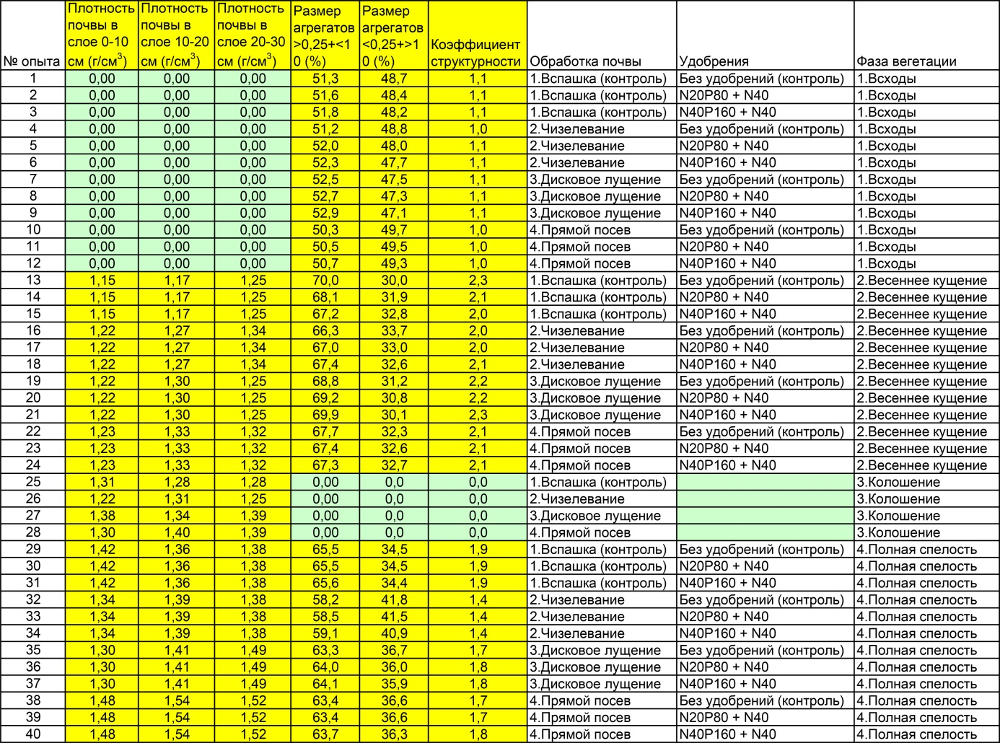 № опыта Плотность почвы в слое 0-10 см (г/см³) Плотность почвы в слое 10-20 см (г/см³) Плотность почвы в слое 20-30 см (г/см³) Размер агрегатов >0,25+<10 (%) Размер агрегатов <0,25+>10 (%) Коэффициент структурности Обработка почвы Удобрения Фаза вегетации
1 0,00 0,00 0,00 51,3 48,7 1,1 1.Вспашка (контроль) Без удобрений (контроль) 1.Всходы
2 0,00 0,00 0,00 51,6 48,4 1,1 1.Вспашка (контроль) N20P80 + N40 1.Всходы
3 0,00 0,00 0,00 51,8 48,2 1,1 1.Вспашка (контроль) N40P160 + N40 1.Всходы
4 0,00 0,00 0,00 51,2 48,8 1,0 2.Чизелевание Без удобрений (контроль) 1.Всходы
5 0,00 0,00 0,00 52,0 48,0 1,1 2.Чизелевание N20P80 + N40 1.Всходы
6 0,00 0,00 0,00 52,3 47,7 1,1 2.Чизелевание N40P160 + N40 1.Всходы
7 0,00 0,00 0,00 52,5 47,5 1,1 3.Дисковое лущение Без удобрений (контроль) 1.Всходы
8 0,00 0,00 0,00 52,7 47,3 1,1 3.Дисковое лущение N20P80 + N40 1.Всходы
9 0,00 0,00 0,00 52,9 47,1 1,1 3.Дисковое лущение N40P160 + N40 1.Всходы
10 0,00 0,00 0,00 50,3 49,7 1,0 4.Прямой посев Без удобрений (контроль) 1.Всходы
11 0,00 0,00 0,00 50,5 49,5 1,0 4.Прямой посев N20P80 + N40 1.Всходы
12 0,00 0,00 0,00 50,7 49,3 1,0 4.Прямой посев N40P160 + N40 1.Всходы
13 1,15 1,17 1,25 70,0 30,0 2,3 1.Вспашка (контроль) Без удобрений (контроль) 2.Весеннее кущение
14 1,15 1,17 1,25 68,1 31,9 2,1 1.Вспашка (контроль) N20P80 + N40 2.Весеннее кущение
15 1,15 1,17 1,25 67,2 32,8 2,0 1.Вспашка (контроль) N40P160 + N40 2.Весеннее кущение
16 1,22 1,27 1,34 66,3 33,7 2,0 2.Чизелевание Без удобрений (контроль) 2.Весеннее кущение
17 1,22 1,27 1,34 67,0 33,0 2,0 2.Чизелевание N20P80 + N40 2.Весеннее кущение
18 1,22 1,27 1,34 67,4 32,6 2,1 2.Чизелевание N40P160 + N40 2.Весеннее кущение
19 1,22 1,30 1,25 68,8 31,2 2,2 3.Дисковое лущение Без удобрений (контроль) 2.Весеннее кущение
20 1,22 1,30 1,25 69,2 30,8 2,2 3.Дисковое лущение N20P80 + N40 2.Весеннее кущение
21 1,22 1,30 1,25 69,9 30,1 2,3 3.Дисковое лущение N40P160 + N40 2.Весеннее кущение
22 1,23 1,33 1,32 67,7 32,3 2,1 4.Прямой посев Без удобрений (контроль) 2.Весеннее кущение
23 1,23 1,33 1,32 67,4 32,6 2,1 4.Прямой посев N20P80 + N40 2.Весеннее кущение
24 1,23 1,33 1,32 67,3 32,7 2,1 4.Прямой посев N40P160 + N40 2.Весеннее кущение
25 1,31 1,28 1,28 0,00 0,0 0,0 1.Вспашка (контроль) 3.Колошение
26 1,22 1,31 1,25 0,00 0,0 0,0 2.Чизелевание 3.Колошение
27 1,38 1,34 1,39 0,00 0,0 0,0 3.Дисковое лущение 3.Колошение
28 1,30 1,40 1,39 0,00 0,0 0,0 4.Прямой посев 3.Колошение
29 1,42 1,36 1,38 65,5 34,5 1,9 1.Вспашка (контроль) Без удобрений (контроль) 4.Полная спелость
30 1,42 1,36 1,38 65,5 34,5 1,9 1.Вспашка (контроль) N20P80 + N40 4.Полная спелость
31 1,42 1,36 1,38 65,6 34,4 1,9 1.Вспашка (контроль) N40P160 + N40 4.Полная спелость
32 1,34 1,39 1,38 58,2 41,8 1,4 2.Чизелевание Без удобрений (контроль) 4.Полная спелость
33 1,34 1,39 1,38 58,5 41,5 1,4 2.Чизелевание N20P80 + N40 4.Полная спелость
34 1,34 1,39 1,38 59,1 40,9 1,4 2.Чизелевание N40P160 + N40 4.Полная спелость
35 1,30 1,41 1,49 63,3 36,7 1,7 3.Дисковое лущение Без удобрений (контроль) 4.Полная спелость
36 1,30 1,41 1,49 64,0 36,0 1,8 3.Дисковое лущение N20P80 + N40 4.Полная спелость
37 1,30 1,41 1,49 64,1 35,9 1,8 3.Дисковое лущение N40P160 + N40 4.Полная спелость
38 1,48 1,54 1,52 63,4 36,6 1,7 4.Прямой посев Без удобрений (контроль) 4.Полная спелость
39 1,48 1,54 1,52 63,4 36,6 1,7 4.Прямой посев N20P80 + N40 4.Полная спелость
40 1,48 1,54 1,52 63,7 36,3 1,8 4.Прямой посев N40P160 + N40 4.Полная спелость